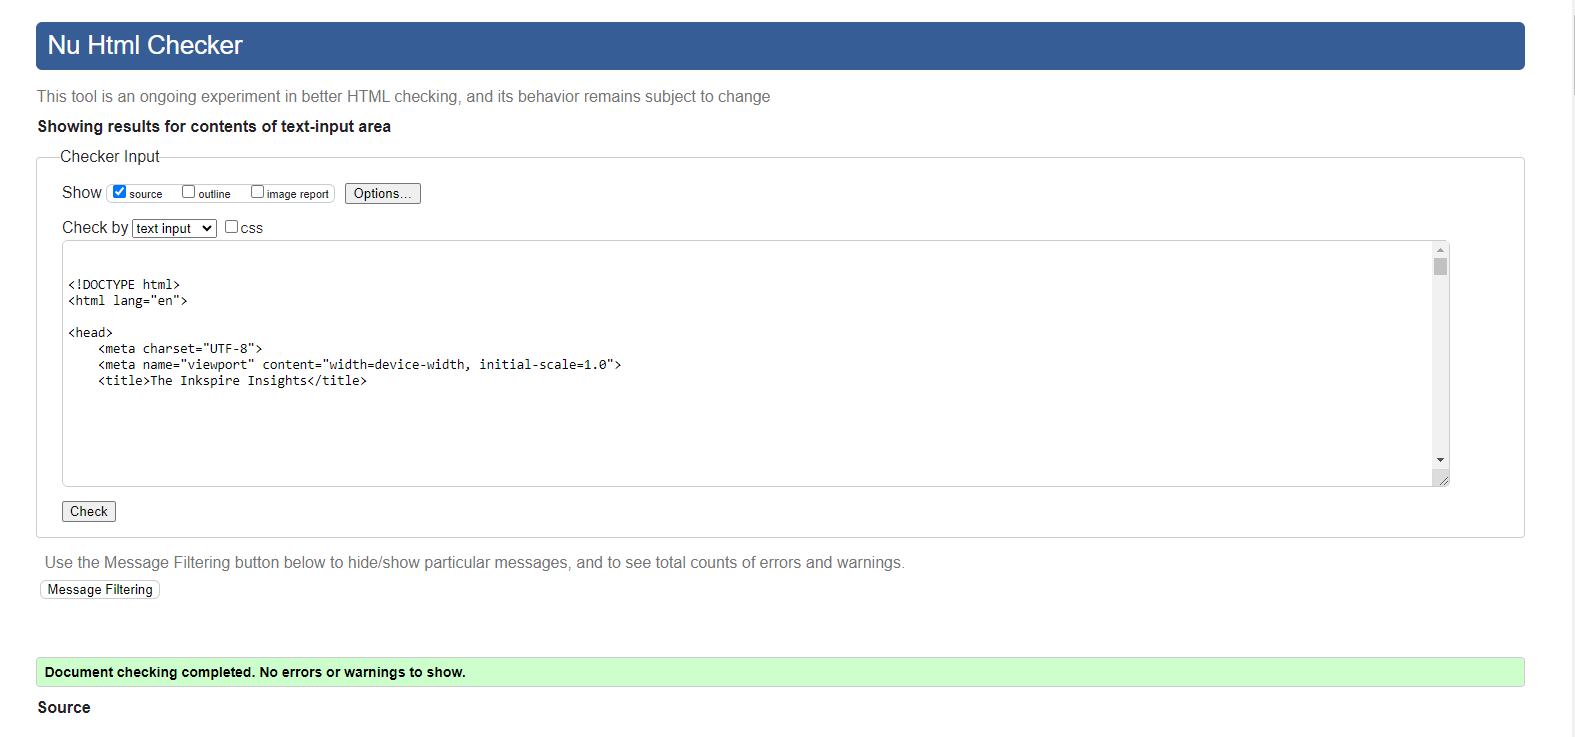 Nu Html Checker
This tool is an ongoing experiment in better HTML checking, and its behavior remains subject to change
Showing results for contents of text-input area
Checker Input
Show source outline image report Options...
Check by text input css
<!DOCTYPE html>
<html lang="en">
<head>
<meta charset="UTF-8">
<meta name="viewport" content="width=device-width, initial-scale=1.0">
<title>The Inkspire Insights</title>
Check
Use the Message Filtering button below to hide/show particular messages, and to see total counts of errors and warnings.
Message Filtering
Document checking completed. No errors or warnings to show.
Source